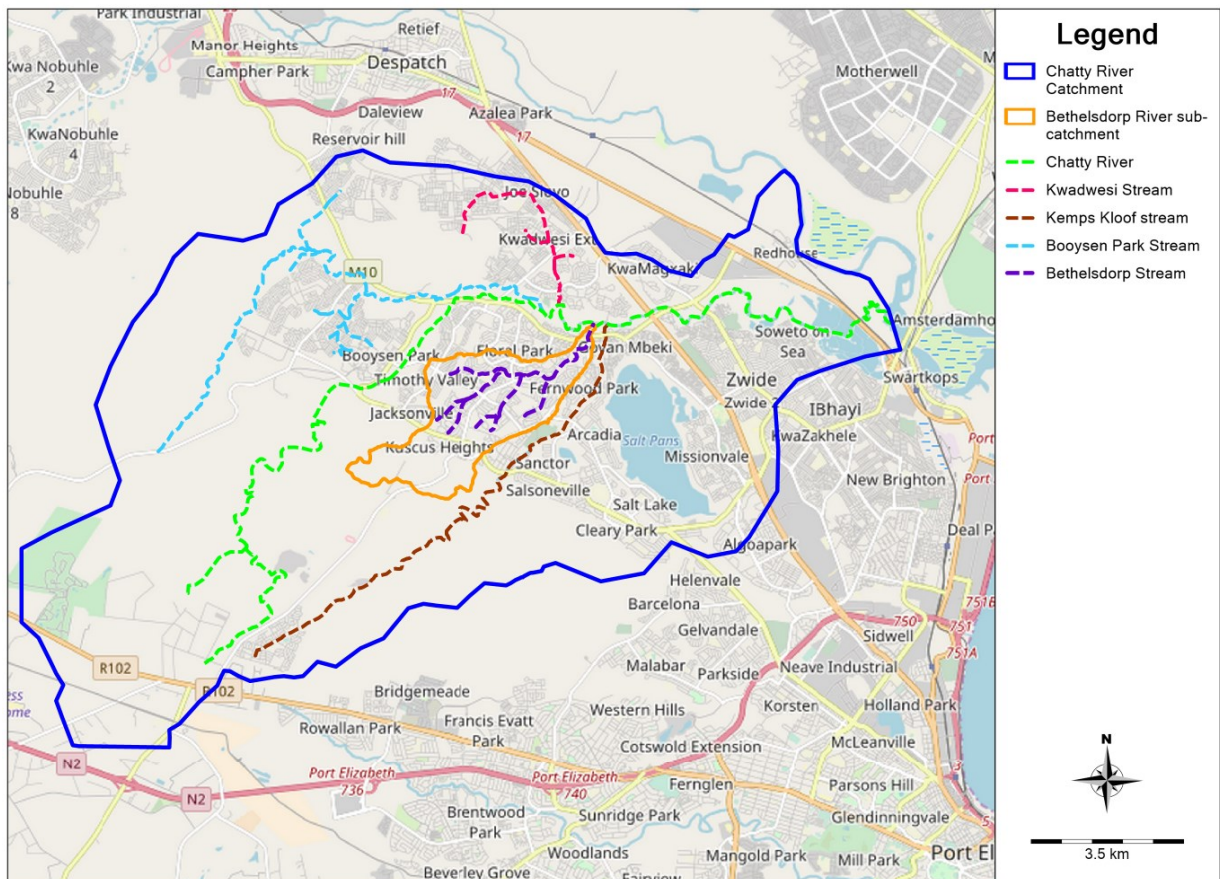 Park Industrial
Retief
Manor Heights
Despatch
Campher Park
Kwa Nobuhle
2
Motherwell
17
Daleview
Azalea Park
KwaNobuhle
4
Reservoir hill
17
Nobuhle
8
Joe Slovo
Kwadwesi Ext
Redhouse
M10
KwaMagxaki
Amsterdamho
Soweto on
Sea
Booysen Park
Floral Park
Govan Mbeki
Swartkops
Timothy Valley
Fernwood Park
Zwide
Zwide
Jacksonville
IBhayi
Arcadia
Salt Pans
KwaZakhele
Kuscus Heights
Missionvale
Sanctor
New Brighton
Salsoneville
Salt Lake
Cleary Park
Deal P
Algoapark
Helenvale
Barcelona
751B
750
751
Gelvandale
Sidwell
751A
R102
Malabar
Parkside
Neave Industrial
R102
Bridgemeade
Western Hills
Korsten
Holland Park
Rowallan Park
Francis Evatt
Park
McLeanville
Cotswold Extension
N2
Port Elizabeth
736
Port Elizabeth
740
Fernglen
Parsons Hill
N2
Brentwood
Park
Sunridge Park
Glendinningvale
Woodlands
Mangold Park
Mill Park
Port El
Beverley Grove
Fairview
Legend
Chatty River
Catchment
Bethelsdorp River sub-
catchment
Chatty River
Kwadwesi Stream
Kemps Kloof stream
Booysen Park Stream
Bethelsdorp Stream
N
3.5 km